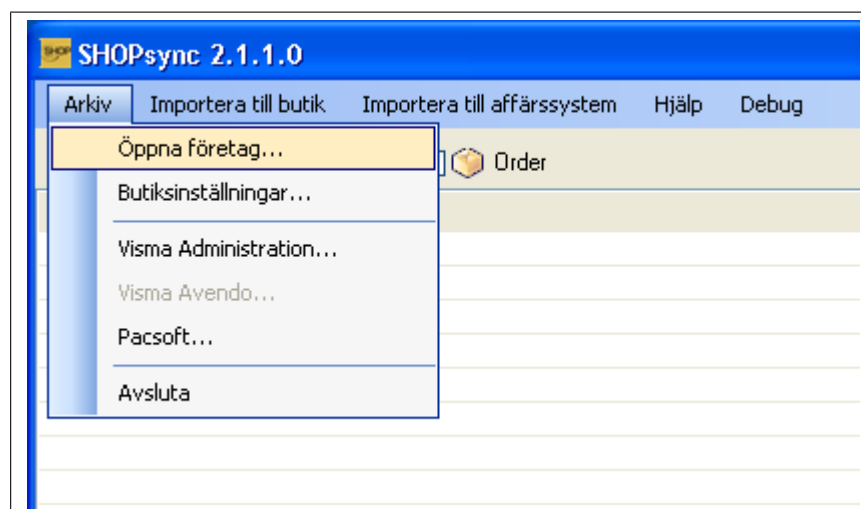 SHOPsync 2.1.1.0
Arkiv Importera till butik Importera till affärssystem Hjälp Debug
Öppna företag...
Order
Butiksinställningar...
Visma Administration...
Visma Avendo...
Pacsoft...
Avsluta